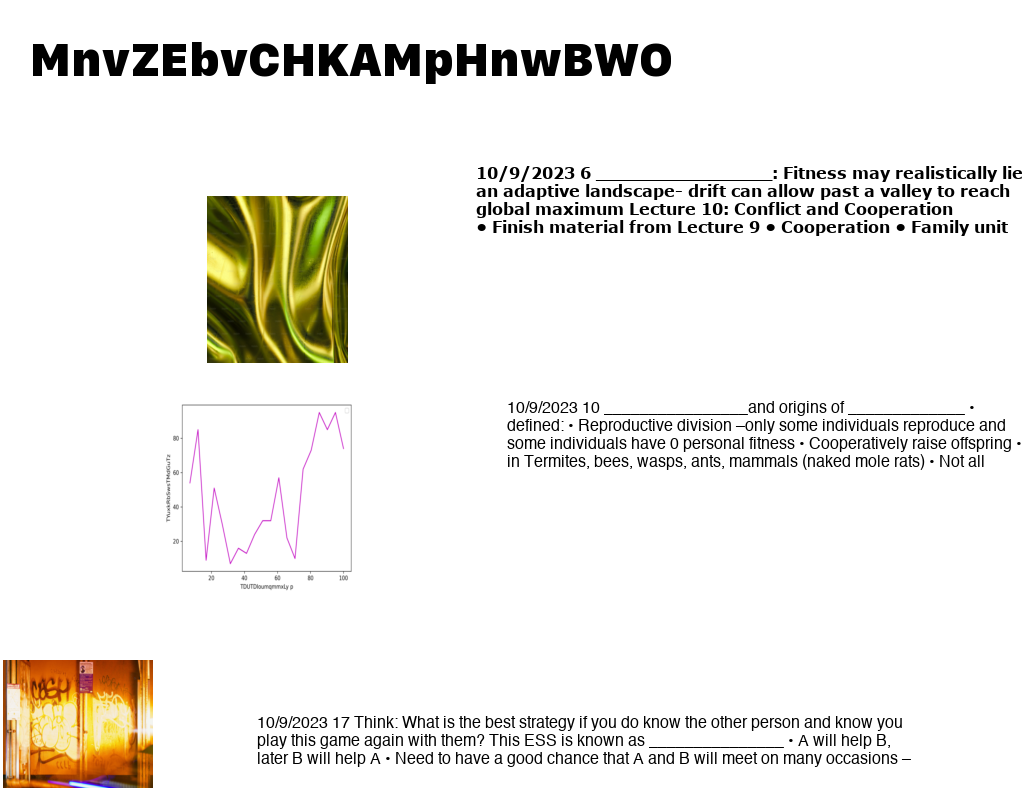 MnvZEbvCHKAMpHnwBWO
10/9/2023 6 ___________________: Fitness may realistically lie
an adaptive landscape– drift can allow past a valley to reach
global maximum Lecture 10: Conflict and Cooperation
● Finish material from Lecture 9 ● Cooperation ● Family unit
10/9/2023 10 ________________and origins of _____________ •
defined: • Reproductive division –only some individuals reproduce and
some individuals have 0 personal fitness • Cooperatively raise offspring •
in Termites, bees, wasps, ants, mammals (naked mole rats) • Not all
80
60
40
20
20 40 60 80 100
10/9/2023 17 Think: What is the best strategy if you do know the other person and know you
play this game again with them? This ESS is known as _______________ • A will help B,
later B will help A • Need to have a good chance that A and B will meet on many occasions –